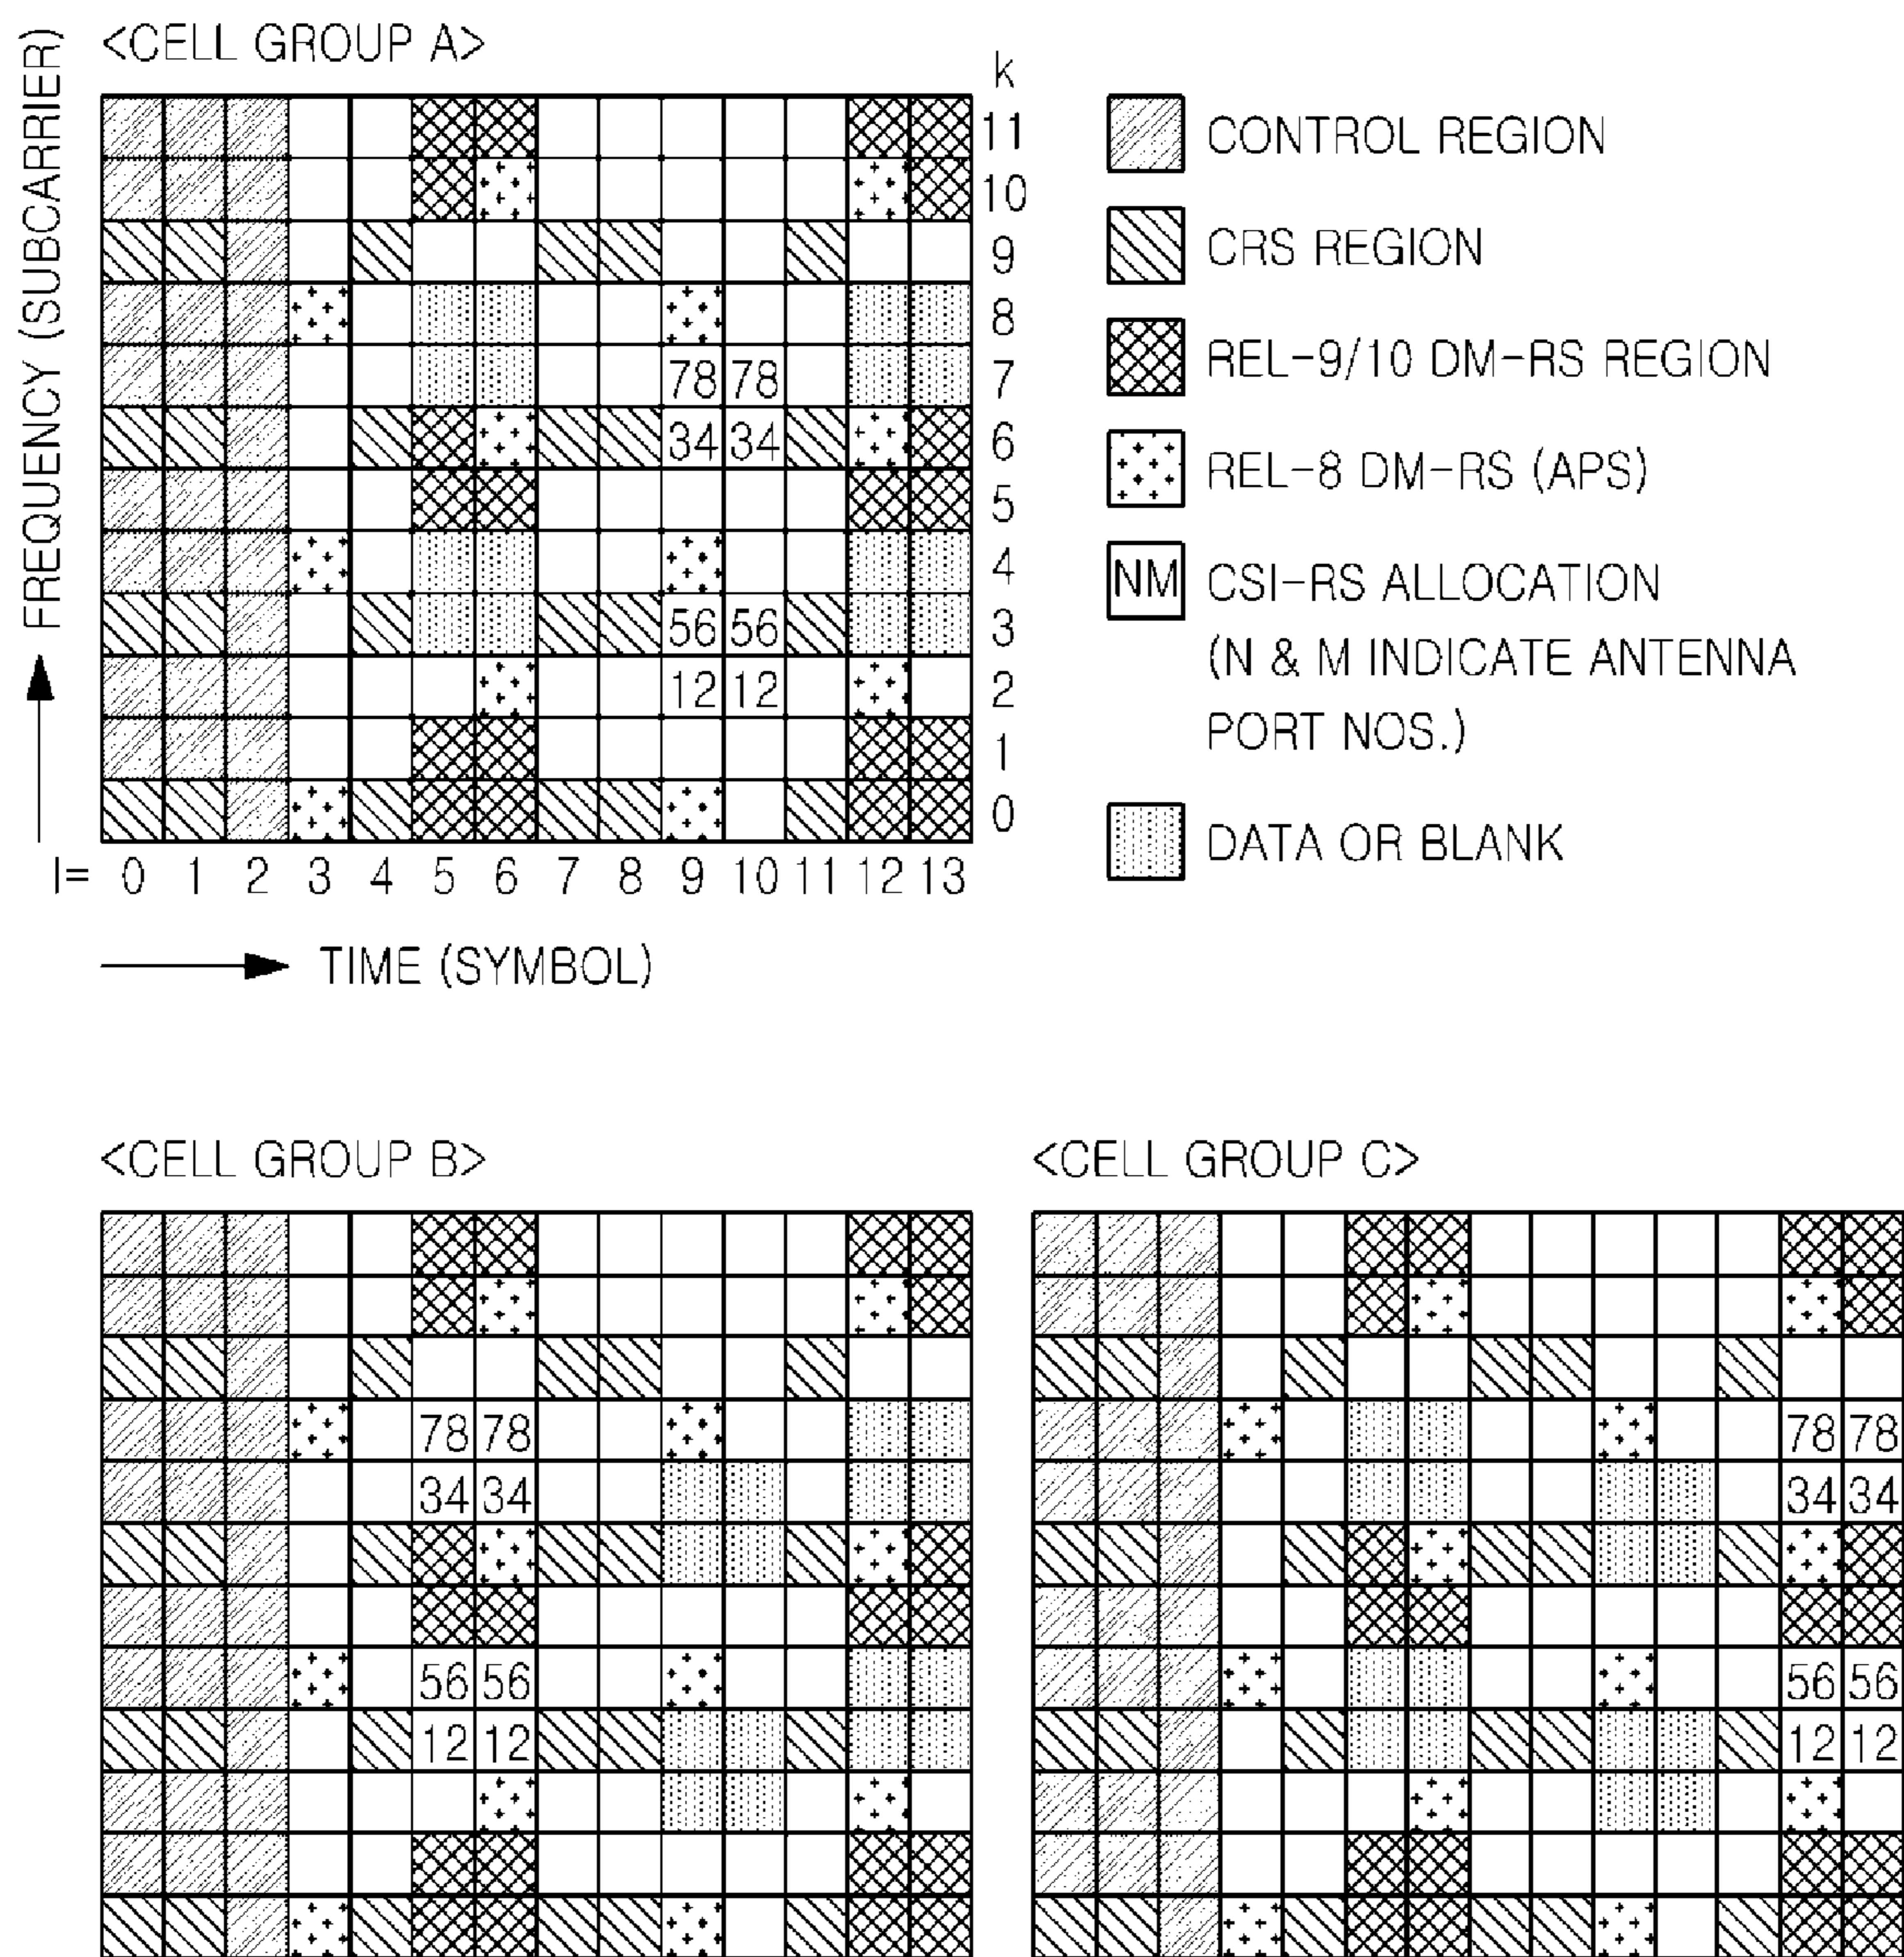 FREQUENCY (SUBCARRIER)
<CELL GROUP A>
k
11
10
9
8
78 78 7
34 34 6
5
4
56 56 3
12 12 2
1
0
l= 0 1 2 3 4 5 6 7 8 9 10 11 12 13
TIME (SYMBOL)
CONTROL REGION
CRS REGION
REL-9/10 DM-RS REGION
REL-8 DM-RS (APS)
NM CSI-RS ALLOCATION
(N & M INDICATE ANTENNA
PORT NOS.)
DATA OR BLANK
<CELL GROUP B>
78 78
34 34
56 56
12 12
<CELL GROUP C>
78 78
34 34
56 56
12 12